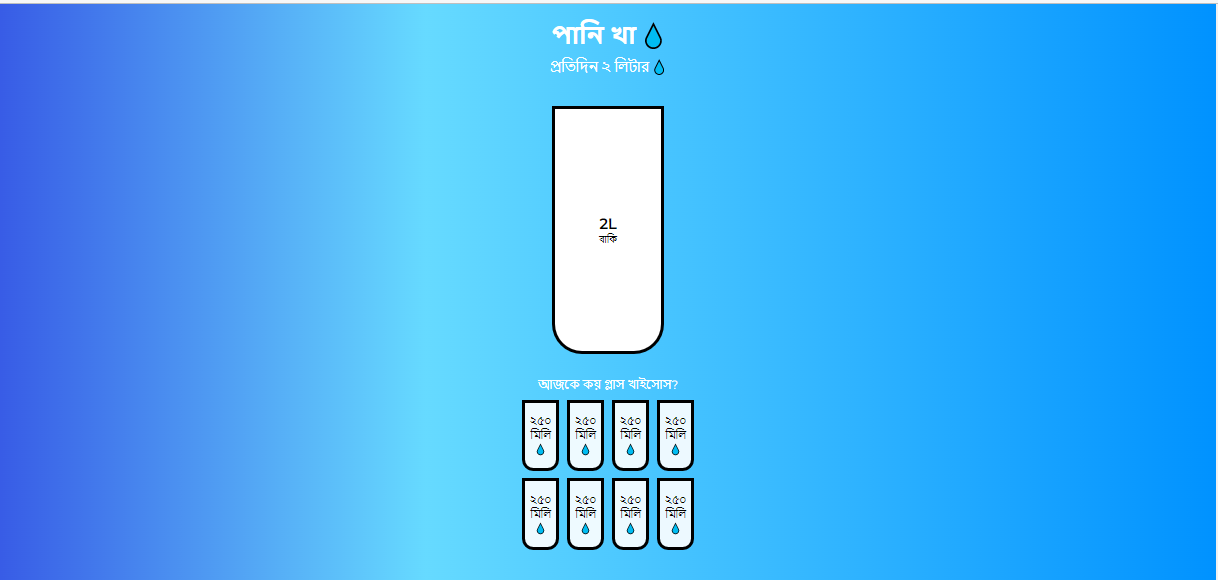 পানি খা
প্রতিদিন ২ লিটার
2L
বাকি
আজকে কয় গ্লাস খাইসোস?
২৫০ ২৫০ ২৫০ ২৫০
মিলি মিলি মিলি মিলি
২৫০ ২৫০ ২৫০ ২৫০
মিলি মিলি মিলি মিলি